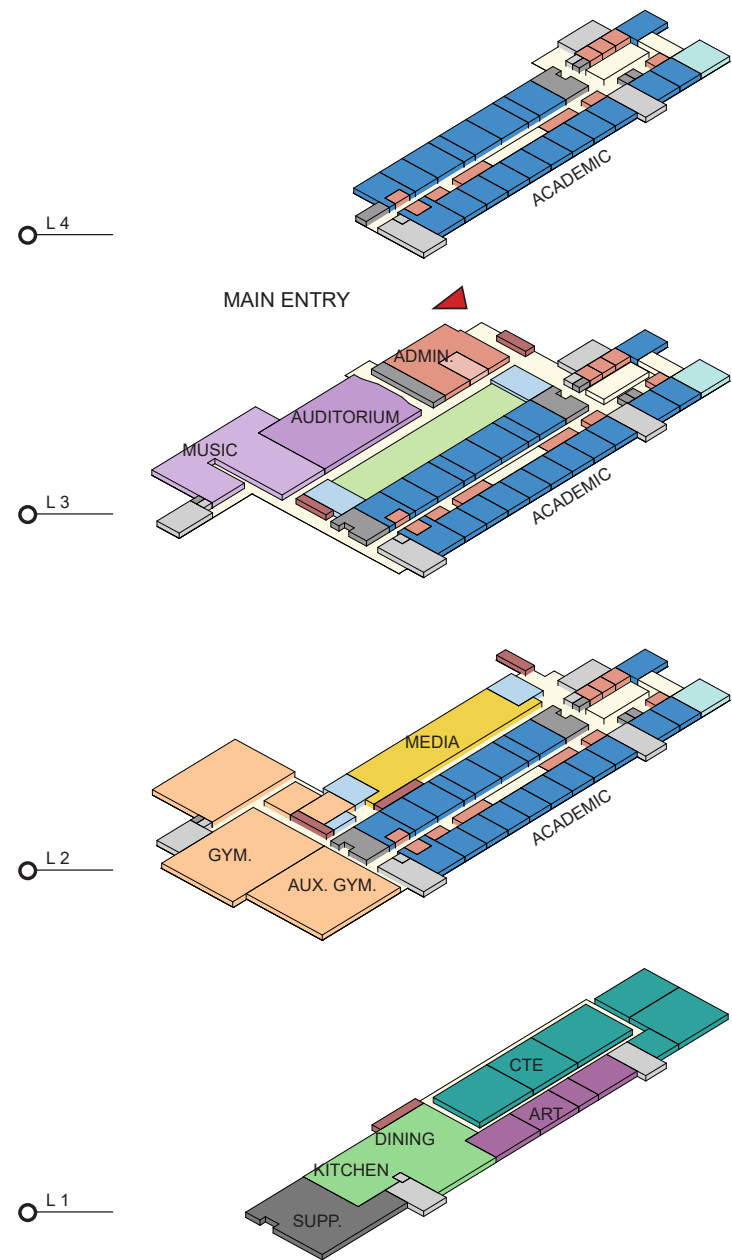 L 4
ACADEMIC
MAIN ENTRY
ADMIN.
AUDITORIUM
MUSIC
L 3
ACADEMIC
MEDIA
ACADEMIC
GYM.
L 2
AUX. GYM.
CTE
ART
DINING
KITCHEN
L 1
SUPP.